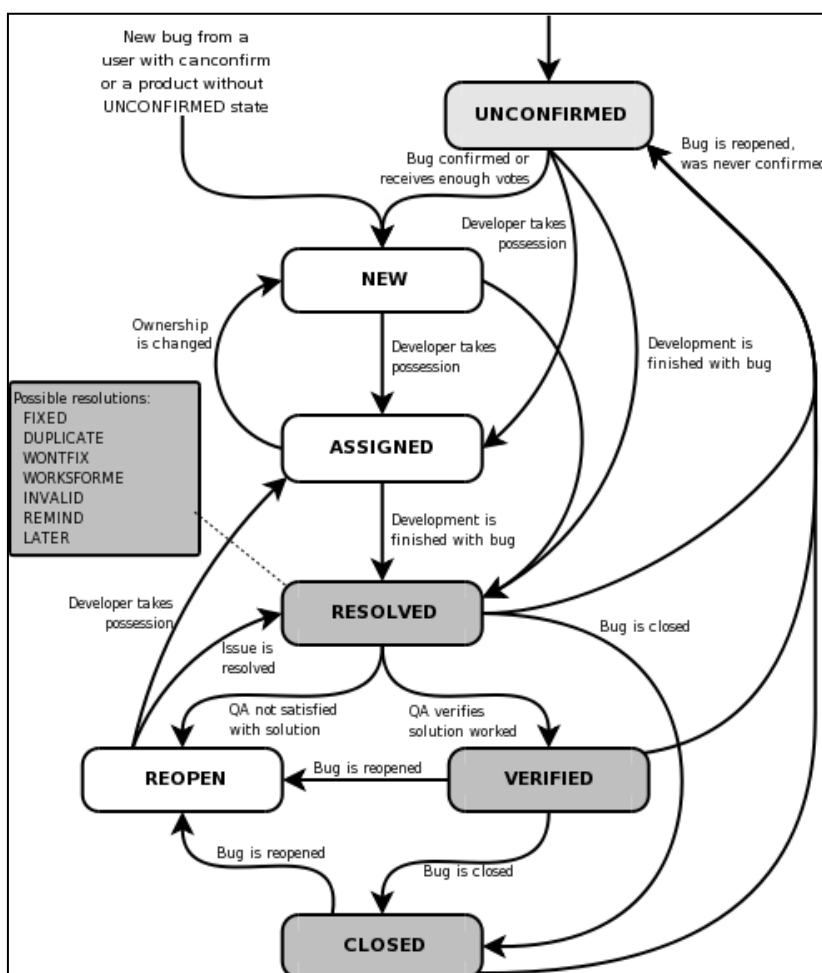 New bug from a
user with canconfirm
or a product without
UNCONFIRMED state
UNCONFIRMED
Bug is reopened,
was never confirmed
Bug confirmed or
receives enough votes
Developer takes
possession
NEW
Ownership
is changed
Developer takes
possession
Development is
finished with bug
Possible resolutions:
FIXED
DUPLICATE
WONTFIX
WORKSFORME
INVALID
REMIND
LATER
ASSIGNED
Development is
finished with bug
Developer takes
possession
RESOLVED
Bug is closed
Issue is
resolved
QA not satisfied
with solution
QA verifies
solution worked
REOPEN
Bug is reopened
VERIFIED
Bug is reopened
Bug is closed
CLOSED